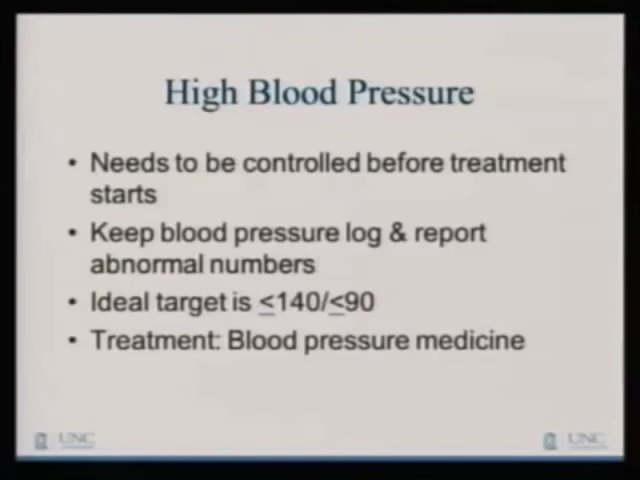 High Blood Pressure
• Needs to be controlled before treatment
starts
• Keep blood pressure log & report
abnormal numbers
• Ideal target is ≤140/≤90
• Treatment: Blood pressure medicine
UNC
UNC